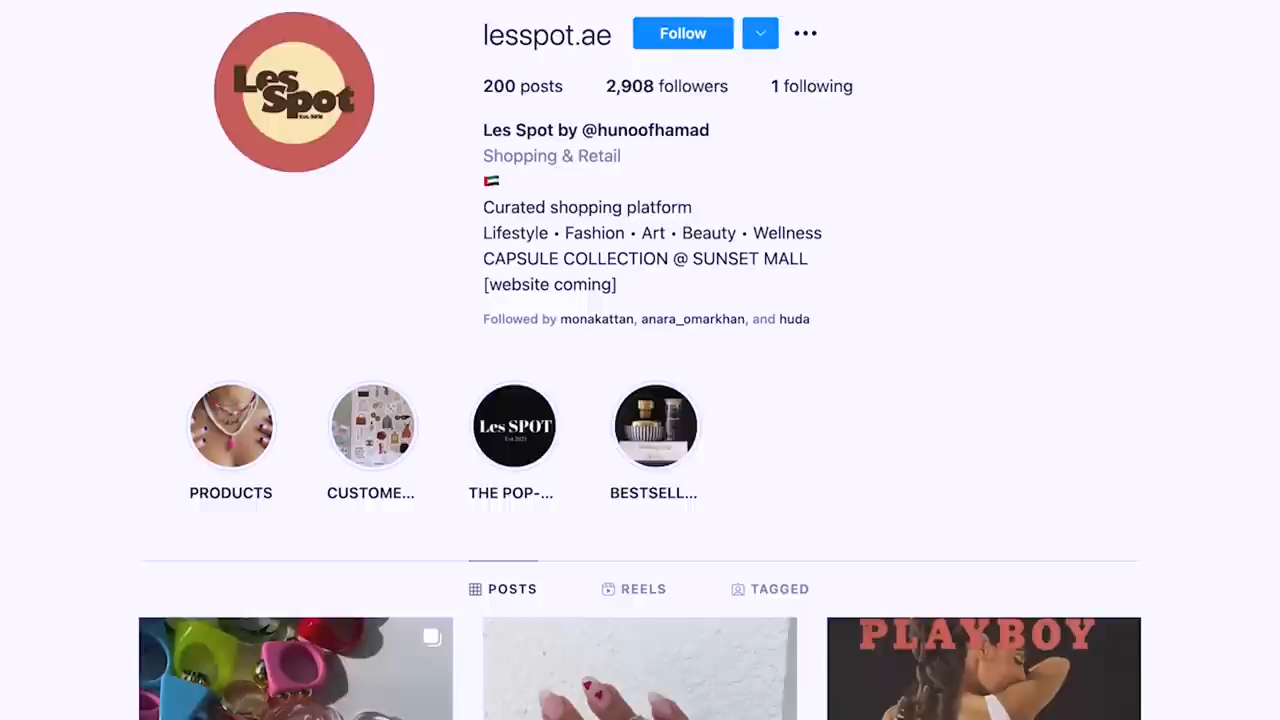 Les
Spot
Est. 2021
lesspot.ae
Follow
200 posts 2,908 followers 1 following
Les Spot by @hunoofhamad
Shopping & Retail
Curated shopping platform
Lifestyle • Fashion • Art • Beauty • Wellness
CAPSULE COLLECTION @ SUNSET MALL
[website coming]
Followed by monakattan, anara_omarkhan, and huda
Les SPOT
Est 2021
PRODUCTS CUSTOME... THE POP-... BESTSELL...
POSTS REELS TAGGED
PLAYBOY